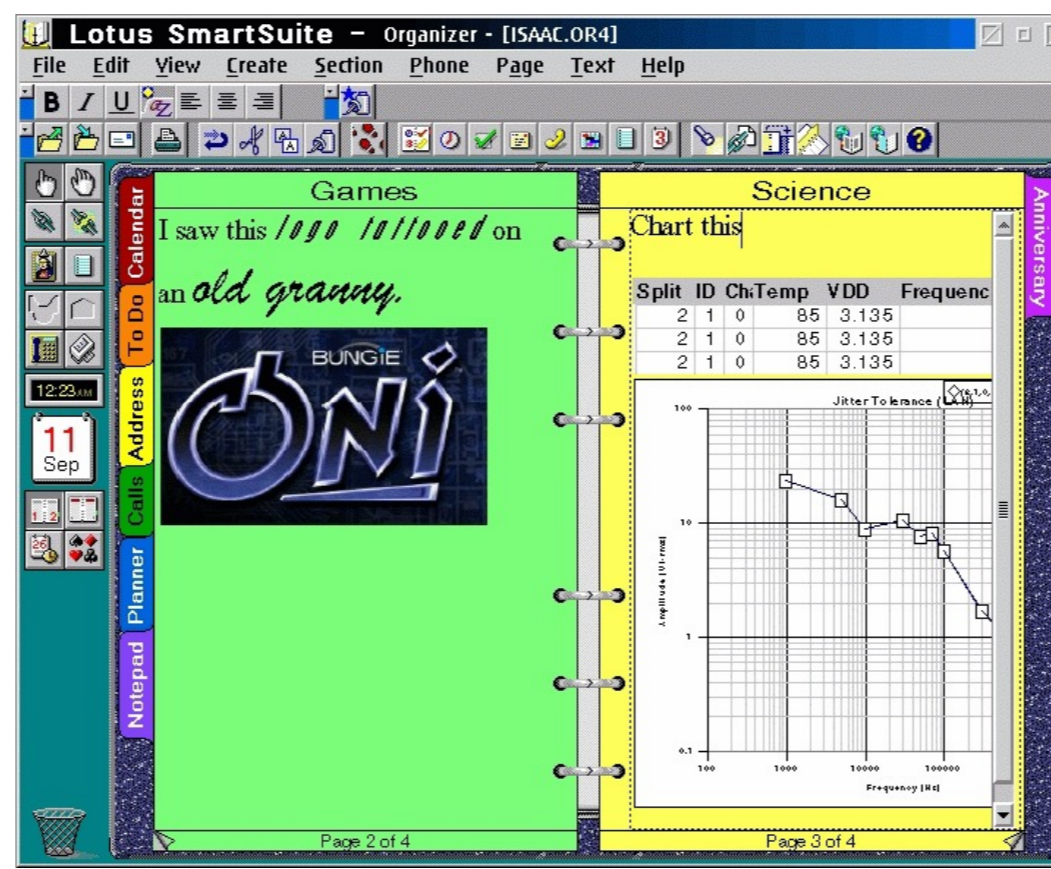 Lotus SmartSuite - Organizer - [ISAAC.OR4]
File Edit View Create Section Phone Page Text Help
B I U
12:23AM
11
Sep
1 2
26
3
Calendar
To Do
Address
Calls
Planner
Notepad
Games
I saw this logo tattooed on
an old granny.
BUNGiE
ONi
Page 2 of 4
Science
Chart this
Split ID Ch Temp VDD Frequenc
2 1 0 85 3.135
2 1 0 85 3.135
2 1 0 85 3.135
Jitter Tolerance
100
10
1
0.1
100 1000 10000 100000
Frequency (Hz)
Page 3 of 4
Anniversary